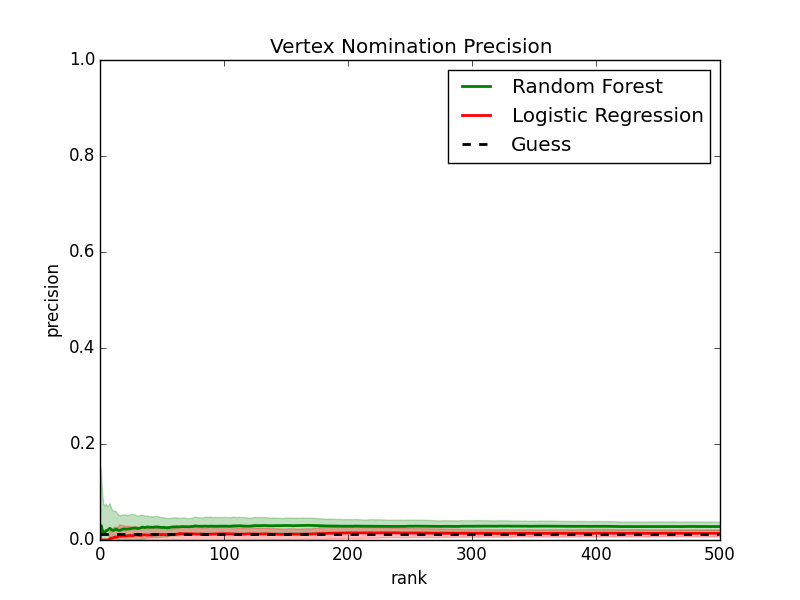 Vertex Nomination Precision
1.0
0.8
0.6
0.4
0.2
0.0
precision
Random Forest
Logistic Regression
Guess
0 100 200 300 400 500
rank